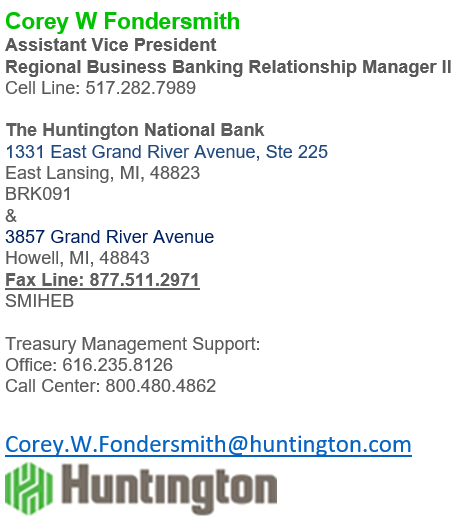 Corey W Fondersmith
Assistant Vice President
Regional Business Banking Relationship Manager II
Cell Line: 517.282.7989
The Huntington National Bank
1331 East Grand River Avenue, Ste 225
East Lansing, MI, 48823
BRK091
&
3857 Grand River Avenue
Howell, MI, 48843
Fax Line: 877.511.2971
SMIHEB
Treasury Management Support:
Office: 616.235.8126
Call Center: 800.480.4862
Corey.W.Fondersmith@huntington.com
Huntington